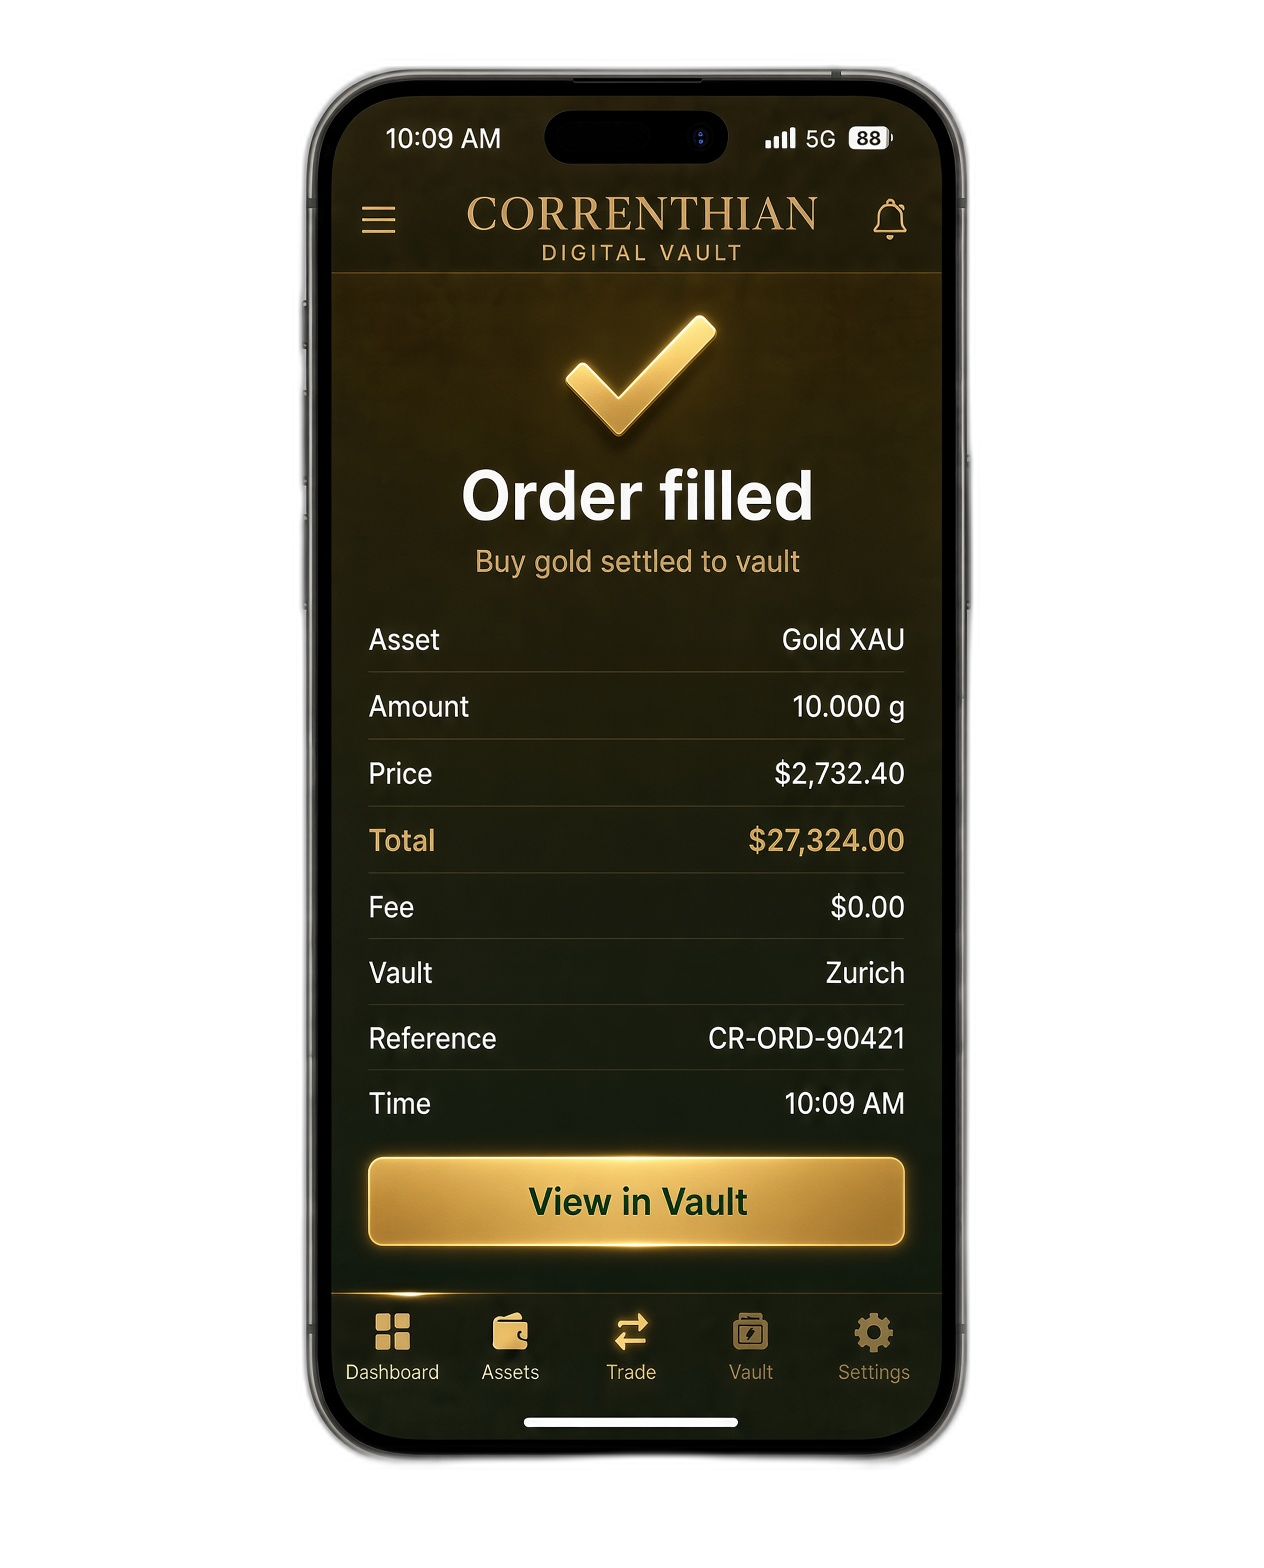 10:09 AM 5G 88
CORRENTHIAN
DIGITAL VAULT
Order filled
Buy gold settled to vault
Asset Gold XAU
Amount 10.000 g
Price $2,732.40
Total $27,324.00
Fee $0.00
Vault Zurich
Reference CR-ORD-90421
Time 10:09 AM
View in Vault
Dashboard Assets Trade Vault Settings